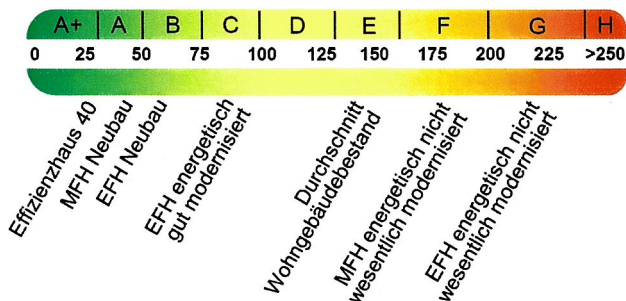 A+ A B C D E F G H
0 25 50 75 100 125 150 175 200 225 >250
Effizienzhaus 40
MFH Neubau
EFH Neubau
EFH energetisch
gut modernisiert
Durchschnitt
Wohngebäudebestand
MFH energetisch nicht
wesentlich modernisiert
EFH energetisch nicht
wesentlich modernisiert